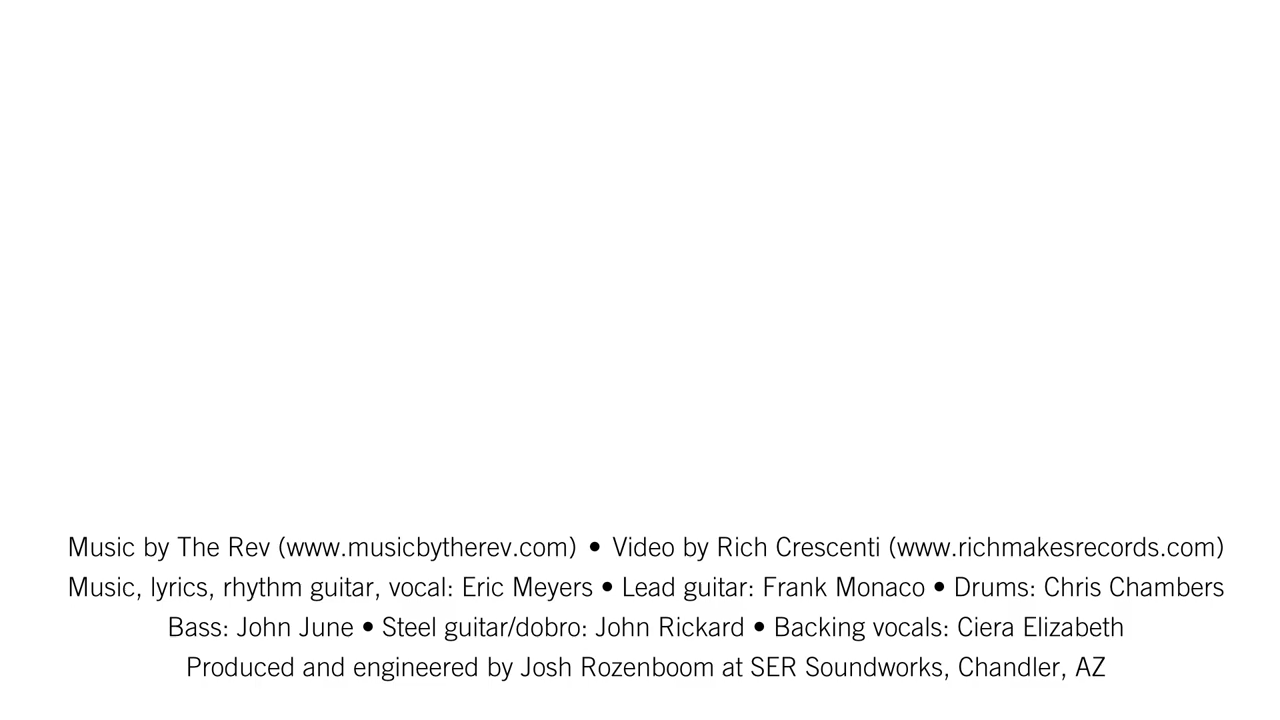 Music by The Rev (www.musicbytherev.com) • Video by Rich Crescenti (www.richmakesrecords.com)
Music, lyrics, rhythm guitar, vocal: Eric Meyers • Lead guitar: Frank Monaco • Drums: Chris Chambers
Bass: John June • Steel guitar/dobro: John Rickard • Backing vocals: Ciera Elizabeth
Produced and engineered by Josh Rozenboom at SER Soundworks, Chandler, AZ